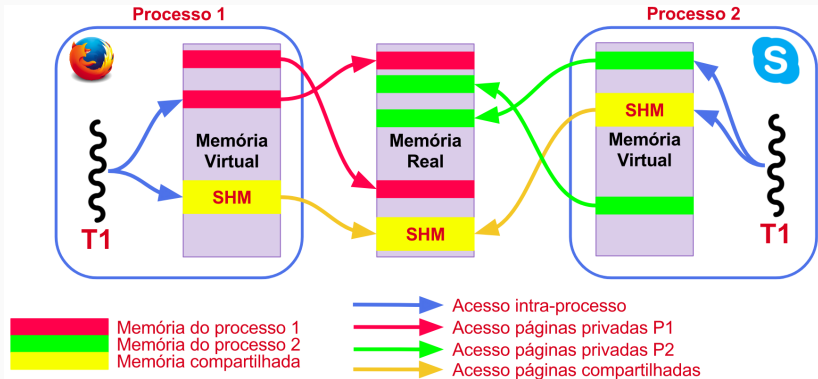 Processo 1
Processo 2
S
Memória
Virtual
SHM
T1
Memória
Real
SHM
SHM
Memória
Virtual
T1
Memória do processo 1
Memória do processo 2
Memória compartilhada
Acesso intra-processo
Acesso páginas privadas P1
Acesso páginas privadas P2
Acesso páginas compartilhadas